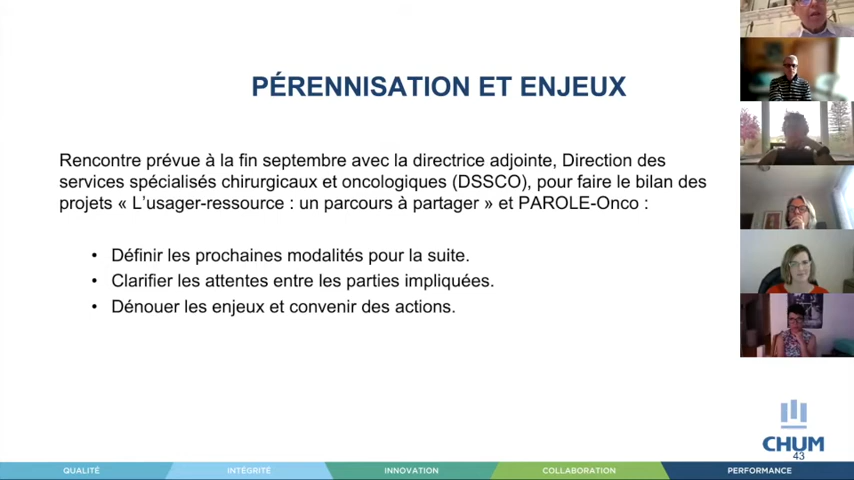 PÉRENNISATION ET ENJEUX
Rencontre prévue à la fin septembre avec la directrice adjointe, Direction des
services spécialisés chirurgicaux et oncologiques (DSSCO), pour faire le bilan des
projets « L'usager-ressource : un parcours à partager » et PAROLE-Onco :
• Définir les prochaines modalités pour la suite.
• Clarifier les attentes entre les parties impliquées.
• Dénouer les enjeux et convenir des actions.
CHUM
43
QUALITÉ
INTÉGRITÉ
INNOVATION
COLLABORATION
PERFORMANCE